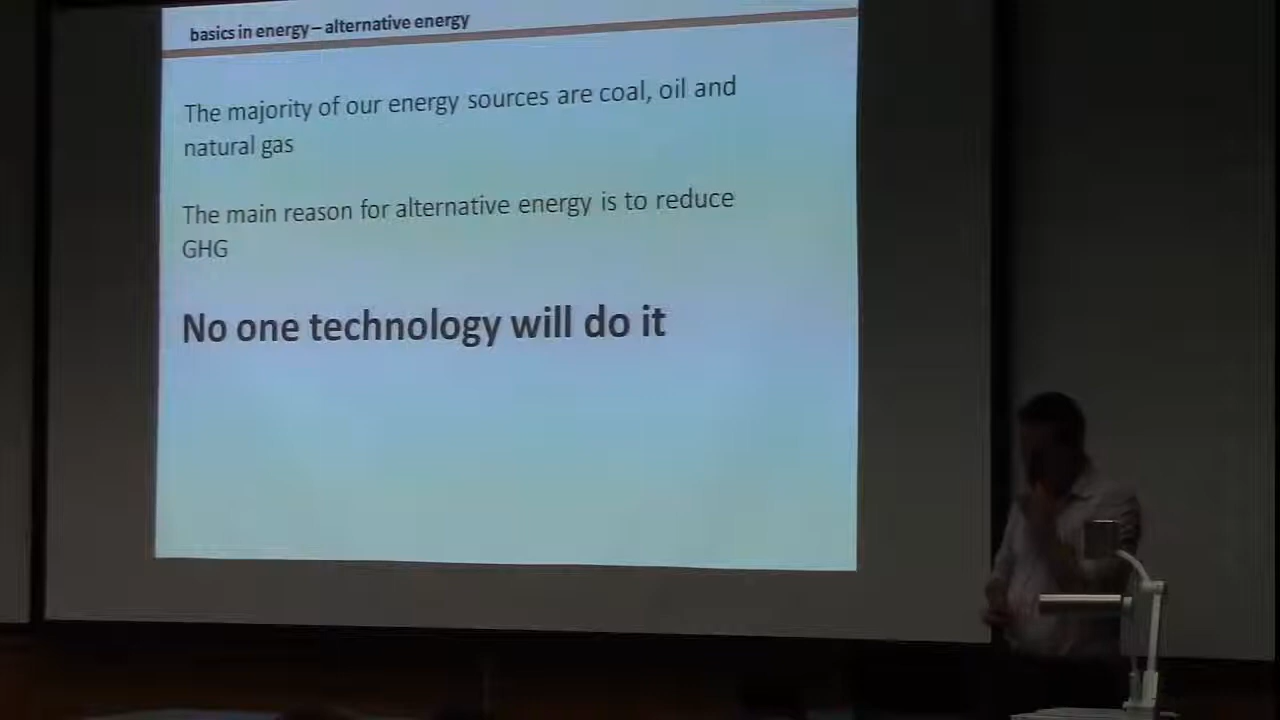 basics in energy – alternative energy
The majority of our energy sources are coal, oil and
natural gas
The main reason for alternative energy is to reduce
GHG
No one technology will do it